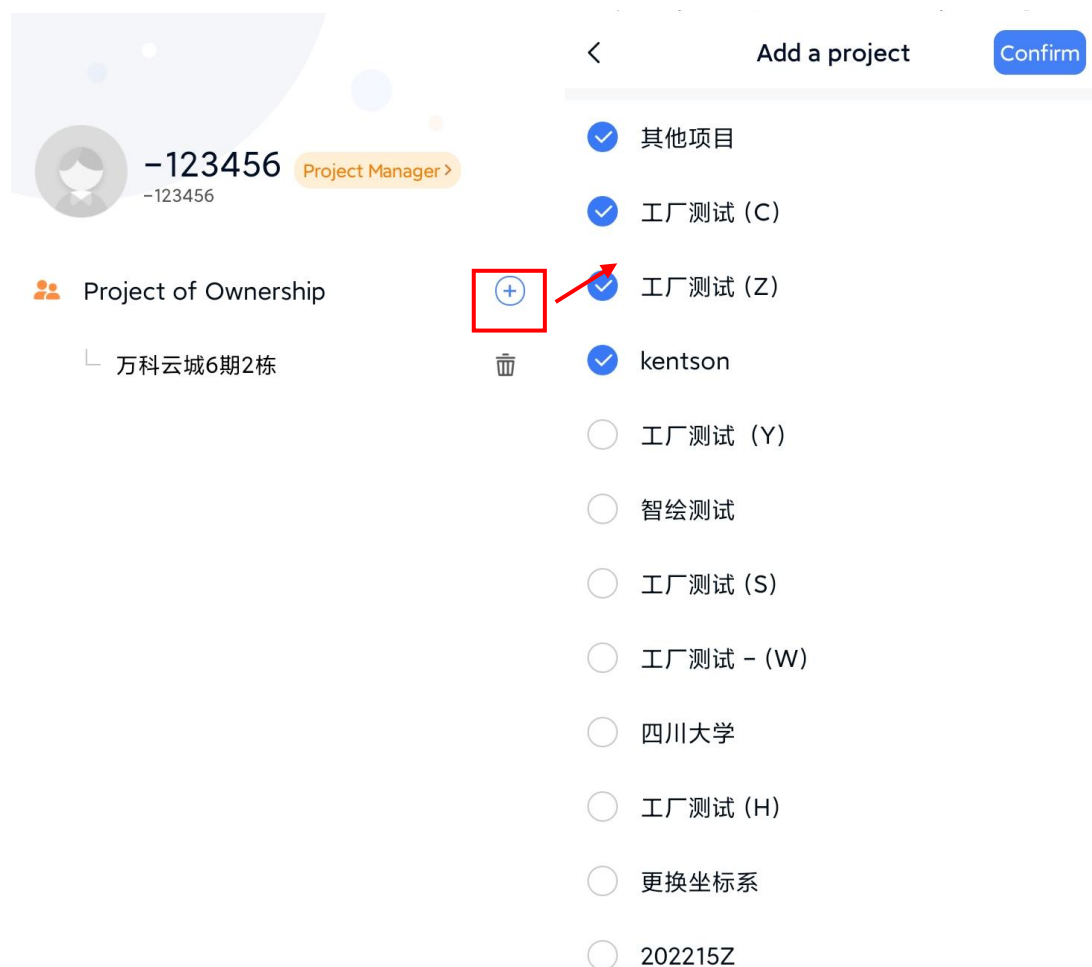 -123456
Project Manager>
-123456
Project of Ownership
万科云城6期2栋
Add a project
Confirm
其他项目
工厂测试 (C)
工厂测试 (Z)
kentson
工厂测试（Y)
智绘测试
工厂测试 (S)
工厂测试 - (W)
四川大学
工厂测试 (H)
更换坐标系
202215Z